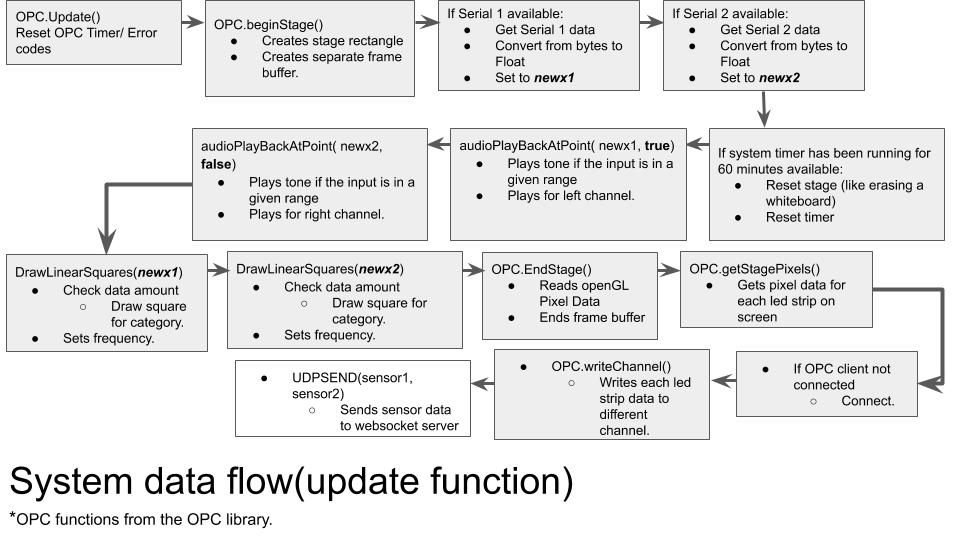 OPC.Update()
Reset OPC Timer/ Error
codes
OPC.beginStage()
● Creates stage rectangle
● Creates separate frame
buffer.
If Serial 1 available:
● Get Serial 1 data
● Convert from bytes to
Float
● Set to newx1
If Serial 2 available:
● Get Serial 2 data
● Convert from bytes to
Float
● Set to newx2
If system timer has been running for
60 minutes available:
● Reset stage (like erasing a
whiteboard)
● Reset timer
audioPlayBackAtPoint( newx1, true)
● Plays tone if the input is in a
given range
● Plays for left channel.
audioPlayBackAtPoint( newx2,
false)
● Plays tone if the input is in a
given range
● Plays for right channel.
DrawLinearSquares(newx1)
● Check data amount
○ Draw square
for category.
● Sets frequency.
DrawLinearSquares(newx2)
● Check data amount
○ Draw square for
category.
● Sets frequency.
OPC.EndStage()
● Reads openGL
Pixel Data
● Ends frame buffer
OPC.getStagePixels()
● Gets pixel data for
each led strip on
screen
● If OPC client not
connected
○ Connect.
● OPC.writeChannel()
○ Writes each led
strip data to
different
channel.
● UDPSEND(sensor1,
sensor2)
○ Sends sensor data
to websocket server
System data flow(update function)
*OPC functions from the OPC library.